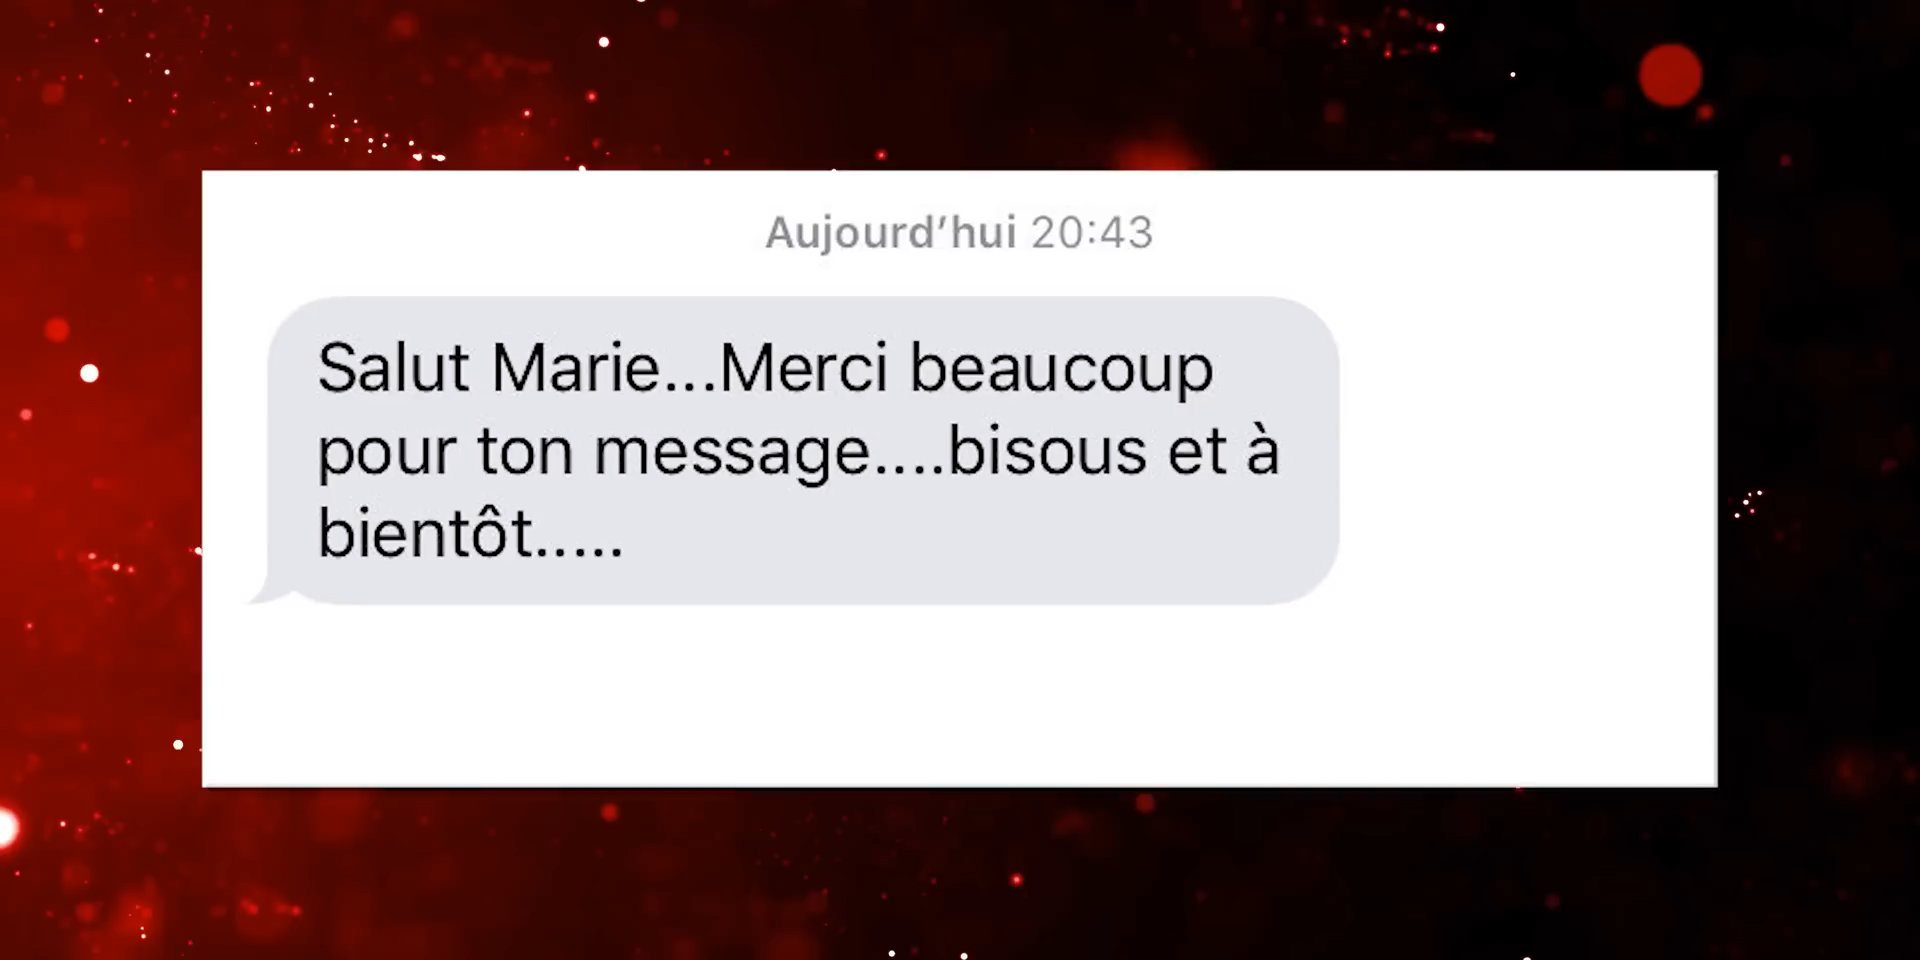 Aujourd’hui 20:43
Salut Marie...Merci beaucoup
pour ton message....bisous et à
bientôt.....